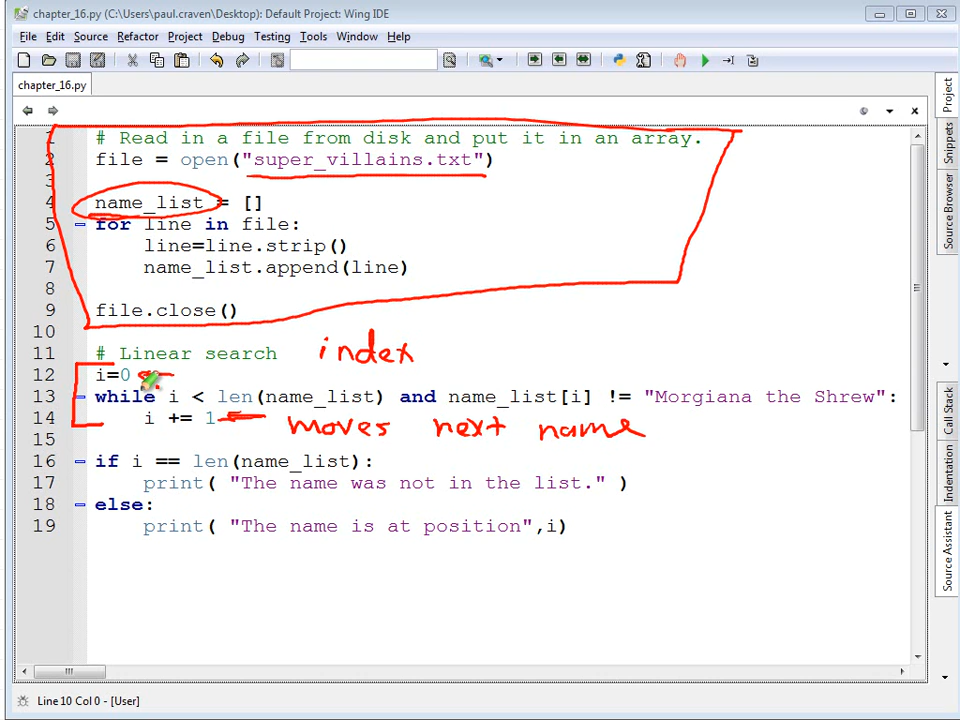 chapter_16.py (C:\Users\paul.craven\Desktop): Default Project: Wing IDE
File Edit Source Refactor Project Debug Testing Tools Window Help
chapter_16.py
1 # Read in a file from disk and put it in an array.
2 file = open("super_villains.txt")
3
4 name_list = []
5 for line in file:
6 line=line.strip()
7 name_list.append(line)
8
9 file.close()
10
11 # Linear search index
12 i=0
13 while i < len(name_list) and name_list[i] != "Morgiana the Shrew":
14 i += 1 moves next name
15
16 if i == len(name_list):
17 print( "The name was not in the list." )
18 else:
19 print( "The name is at position",i)
Project
Snippets
Source Browser
Call Stack
Indentation
Source Assistant
Line 10 Col 0 - [User]